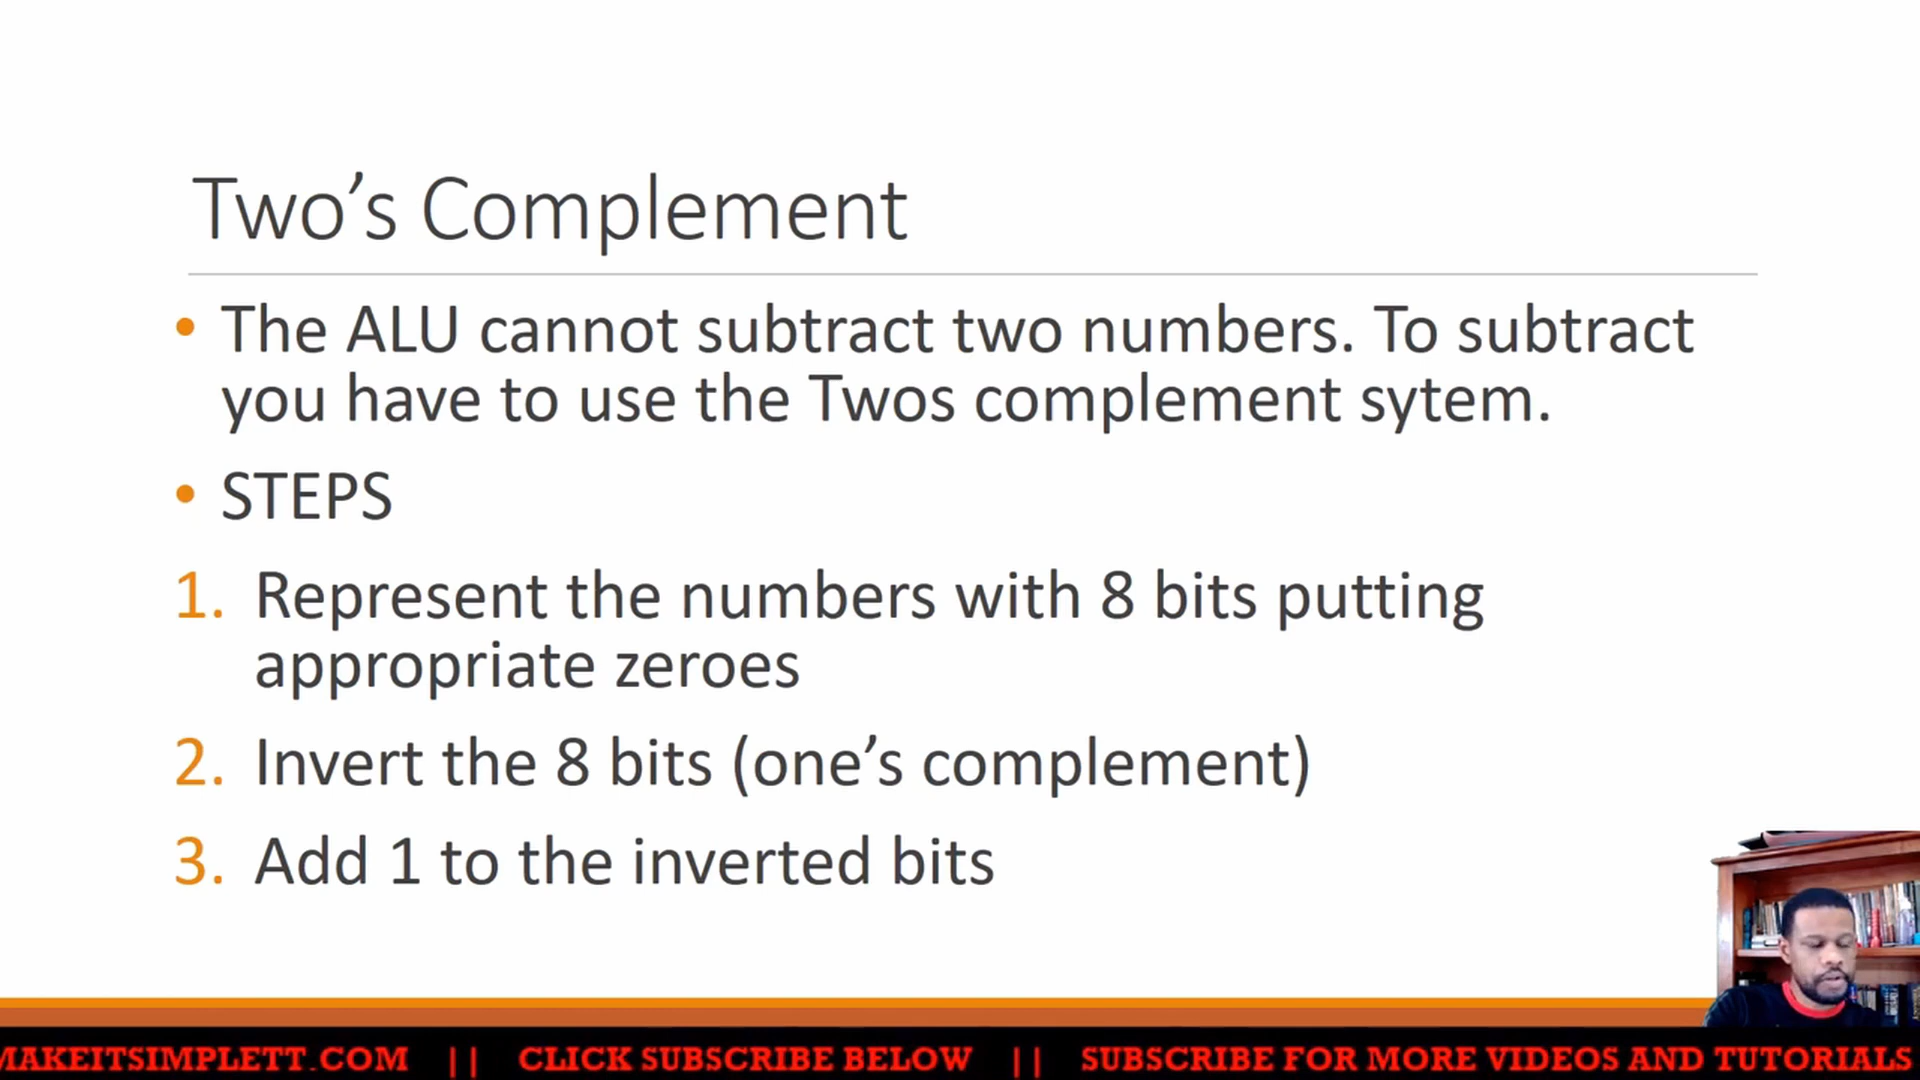 Two’s Complement
• The ALU cannot subtract two numbers. To subtract
you have to use the Twos complement sytem.
• STEPS
1. Represent the numbers with 8 bits putting
appropriate zeroes
2. Invert the 8 bits (one’s complement)
3. Add 1 to the inverted bits
MAKEITSIMPLETT.COM || CLICK SUBSCRIBE BELOW || SUBSCRIBE FOR MORE VIDEOS AND TUTORIALS